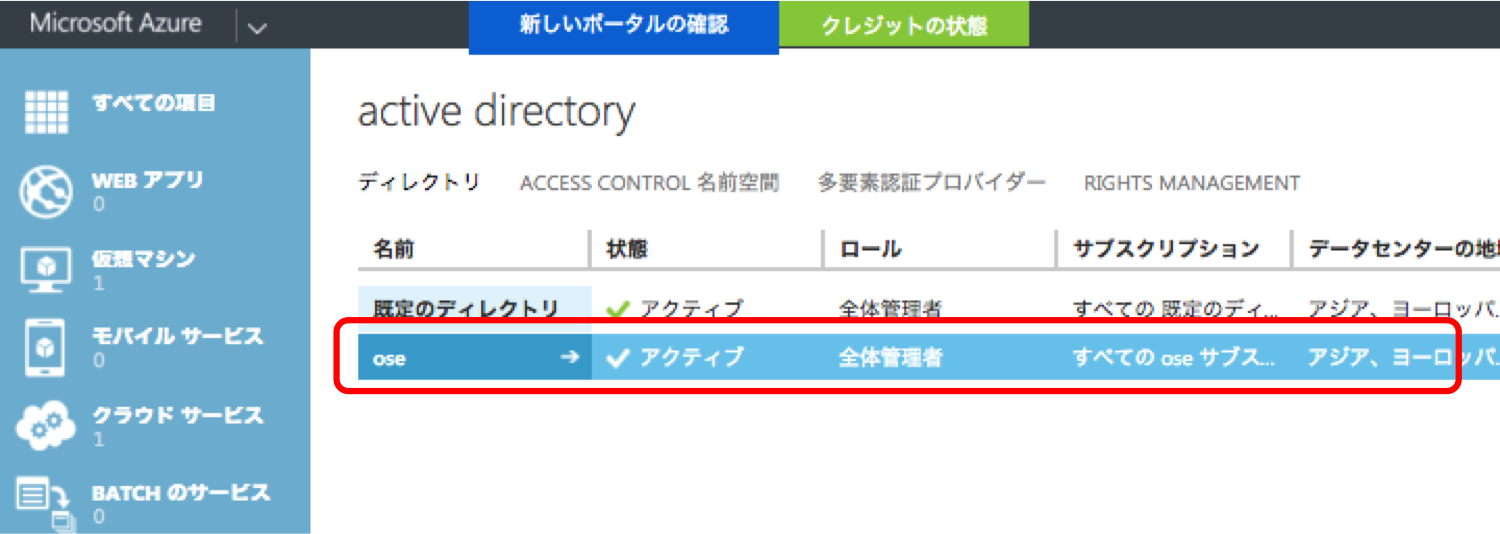 Microsoft Azure 新しいポータルの確認 クレジットの状態
すべての項目
WEB アプリ
0
仮想マシン
1
モバイル サービス
0
クラウド サービス
1
BATCH のサービス
0
active directory
ディレクトリ ACCESS CONTROL 名前空間 多要素認証プロバイダー RIGHTS MANAGEMENT
名前 状態 ロール サブスクリプション データセンターの地域
既定のディレクトリ アクティブ 全体管理者 すべての 既定のディ... アジア、ヨーロッパ...
ose → アクティブ 全体管理者 すべての ose サブス... アジア、ヨーロッパ...